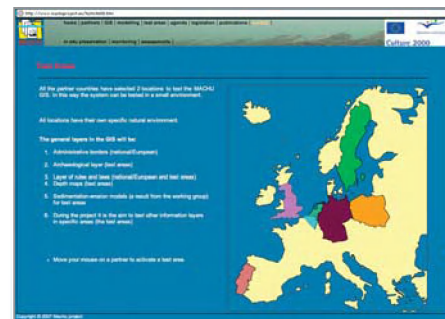 home | partners | GIS | modelling | test areas | agenda | legislation | publications |
in situ preservation | monitoring | assessments |
Culture 2000
Test Areas
All the partner countries have selected 2 locations to test the MACHU
GIS. In this way the system can be tested in a small environment.
All locations have their own specific natural environment.
The general layers in the GIS will be:
1. Administrative borders (national/European)
2. Archaeological layer (test areas)
3. Layer of rules and laws (national/European and test areas)
4. Depth maps (test areas)
5. Sedimentation-erosion models (a result from the working group)
for test areas
6. During the project it is the aim to test other information layers
in specific areas (the test areas)
Move your mouse on a partner to activate a test area.
Copyright © 2007 Machu project